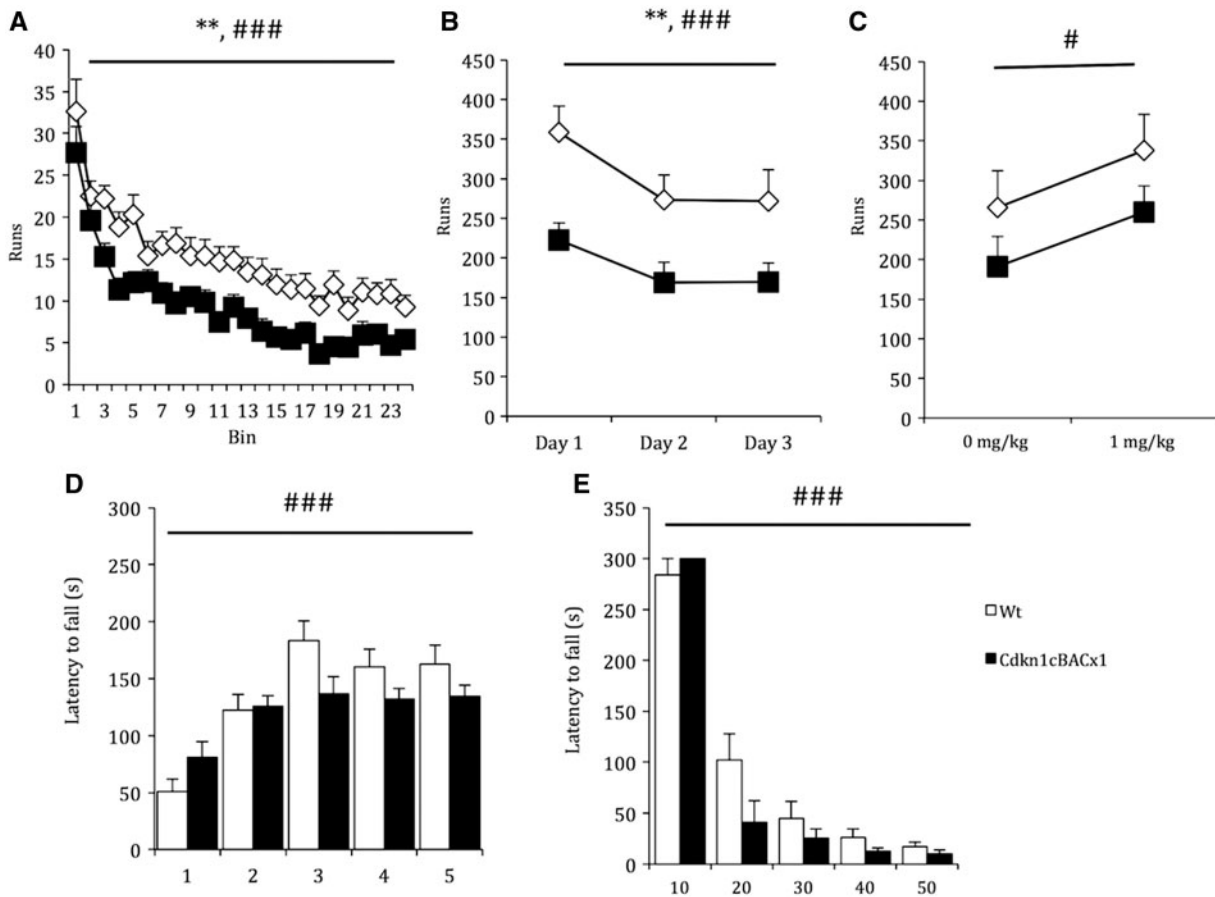 A
**, ###
40
35
30
25
20
15
10
5
0
Runs
1 3 5 7 9 11 13 15 17 19 21 23
Bin
B
**, ###
450
400
350
300
250
200
150
100
50
0
Runs
Day 1 Day 2 Day 3
C
#
450
400
350
300
250
200
150
100
50
0
Runs
0 mg/kg 1 mg/kg
D
###
300
250
200
150
100
50
0
Latency to fall (s)
1 2 3 4 5
E
###
350
300
250
200
150
100
50
0
Latency to fall (s)
10 20 30 40 50
Wt
Cdkn1cBACx1